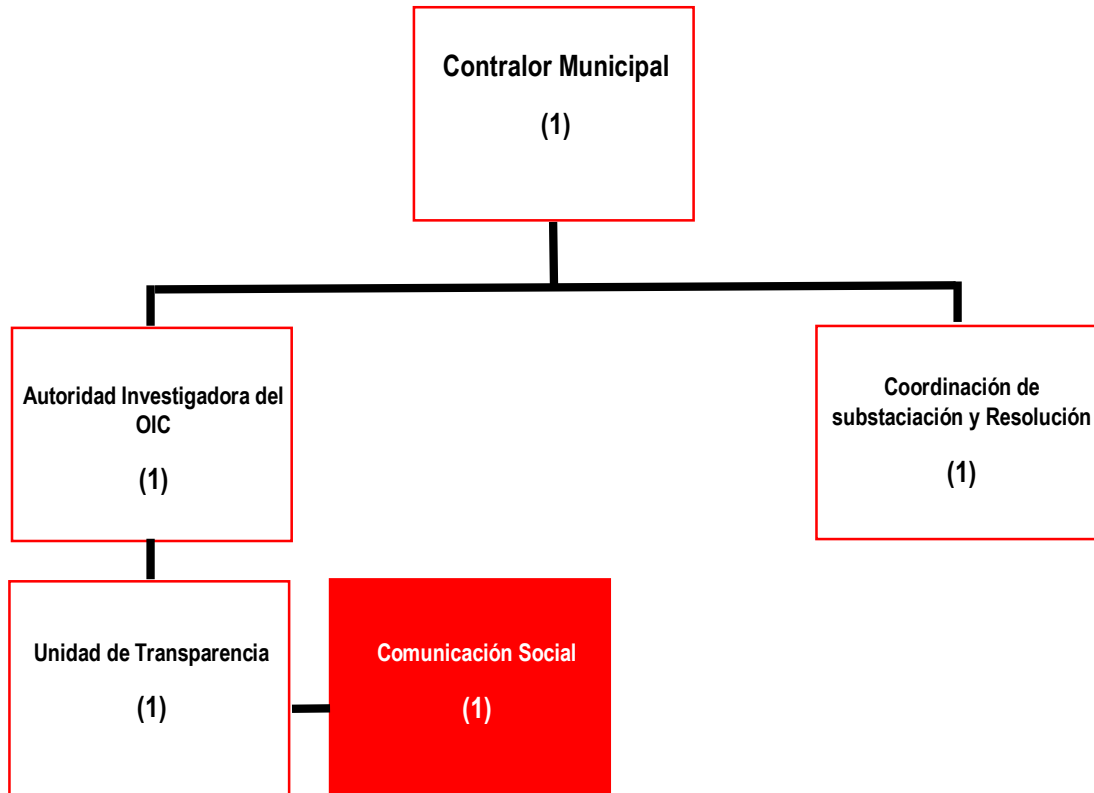 Contralor Municipal
(1)
Autoridad Investigadora del
OIC
(1)
Coordinación de
substaciación y Resolución
(1)
Unidad de Transparencia
(1)
Comunicación Social
(1)